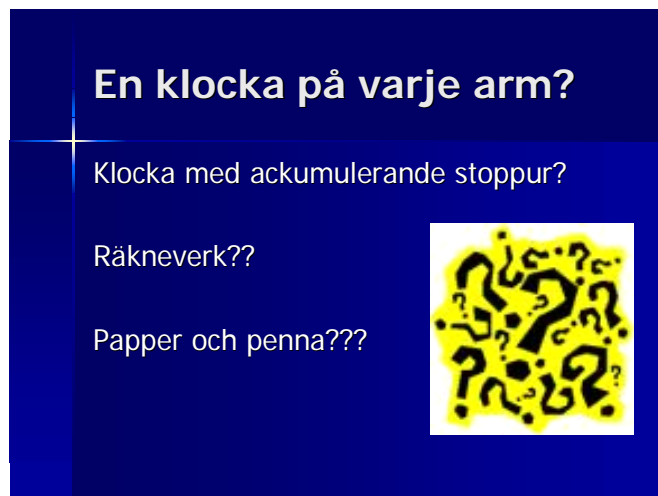 En klocka på varje arm?
Klocka med ackumulerande stoppur?
Räkneverk??
Papper och penna???